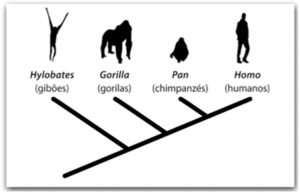 Hylobates Gorilla Pan Homo
(gibões) (gorilas) (chimpanzés) (humanos)